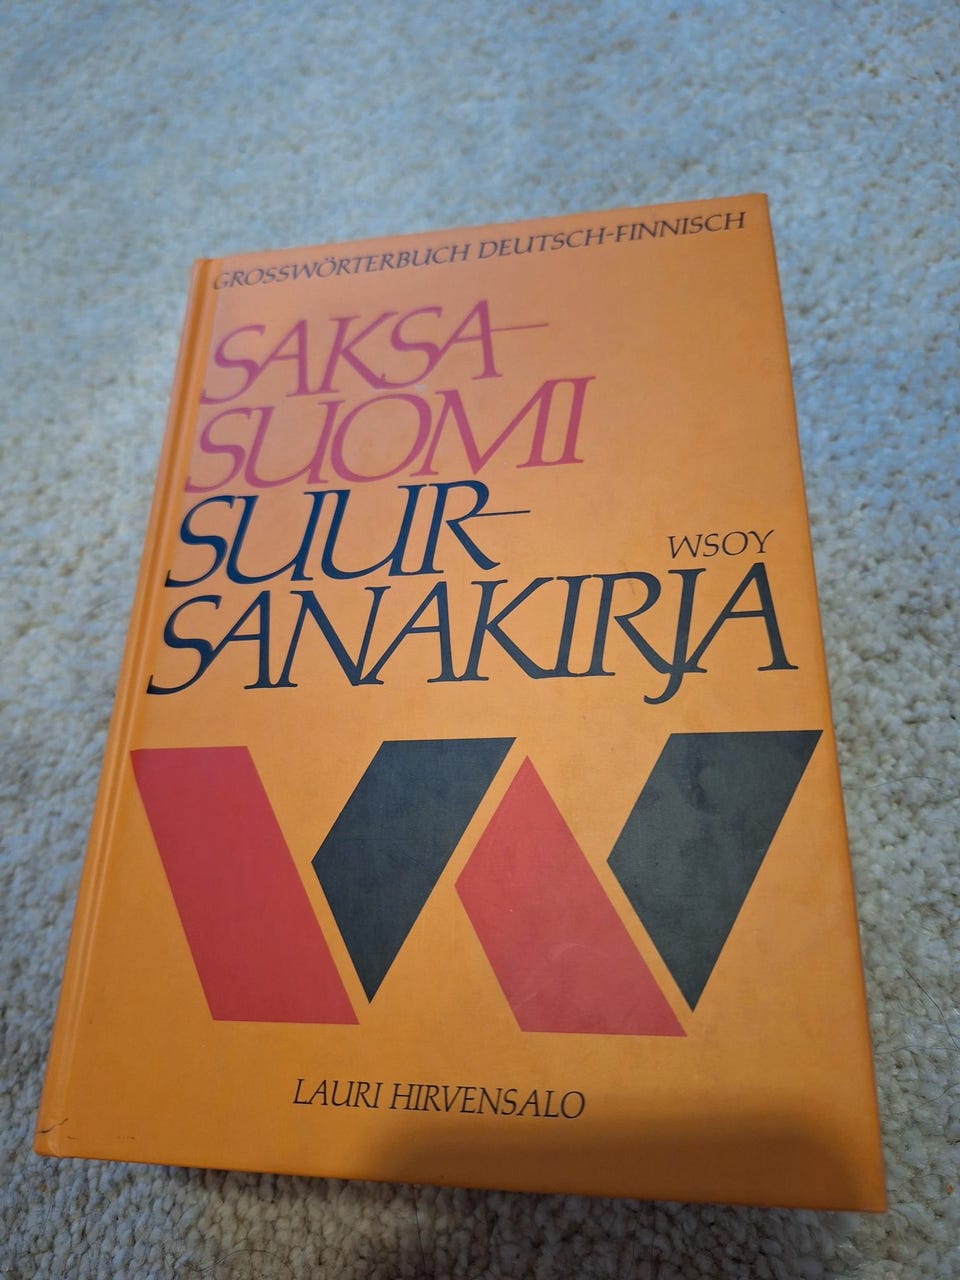 GROSSWÖRTERBUCH DEUTSCH-FINNISCH
SAKSA-
SUOMI
SUUR-
WSOY
SANAKIRJA
LAURI HIRVENSALO